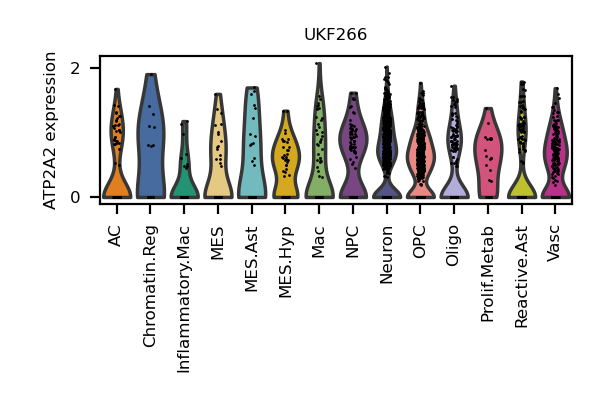 UKF266
ATP2A2 expression
2
0
AC
Chromatin.Reg
Inflammatory.Mac
MES
MES.Ast
MES.Hyp
Mac
NPC
Neuron
OPC
Oligo
Prolif.Metab
Reactive.Ast
Vasc